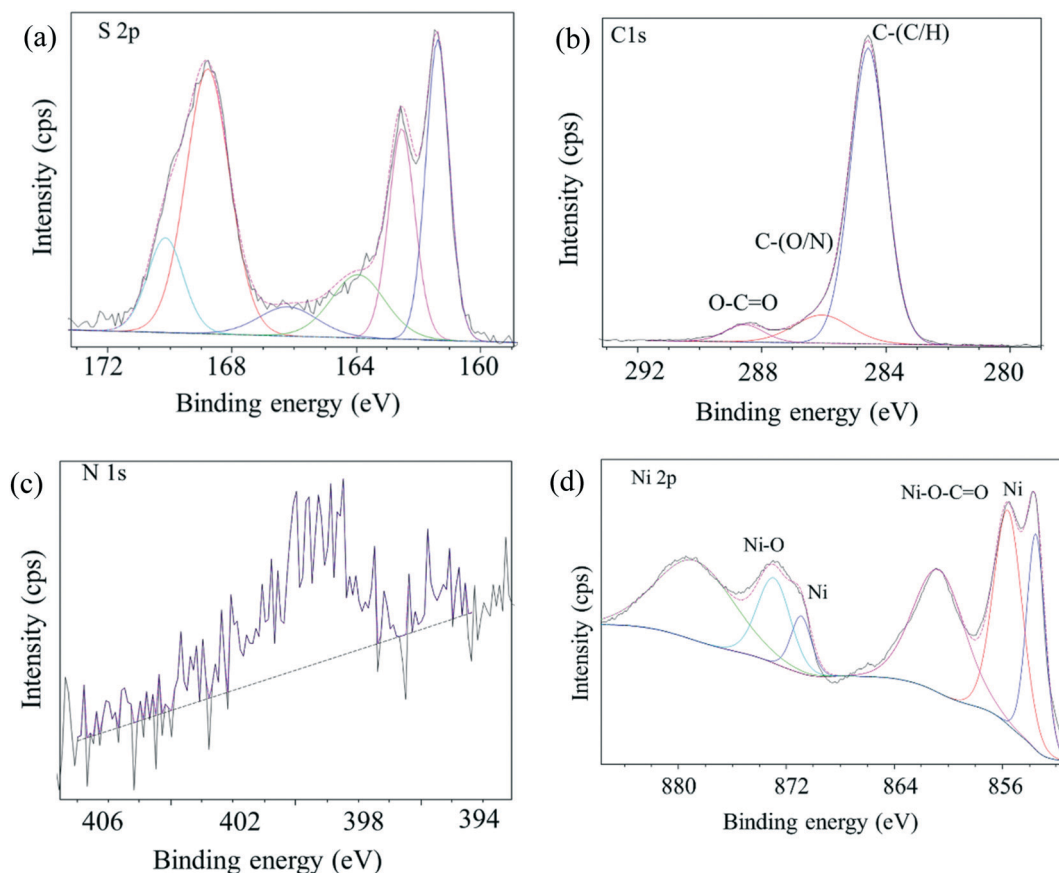 (a)
S 2p
Intensity (cps)
172
168
164
160
Binding energy (eV)
(b)
C1s
C-(C/H)
C-(O/N)
O-C=O
Intensity (cps)
292
288
284
280
Binding energy (eV)
(c)
N 1s
Intensity (cps)
406
402
398
394
Binding energy (eV)
(d)
Ni 2p
Ni-O-C=O
Ni
Ni-O
Ni
Intensity (cps)
880
872
864
856
Binding energy (eV)